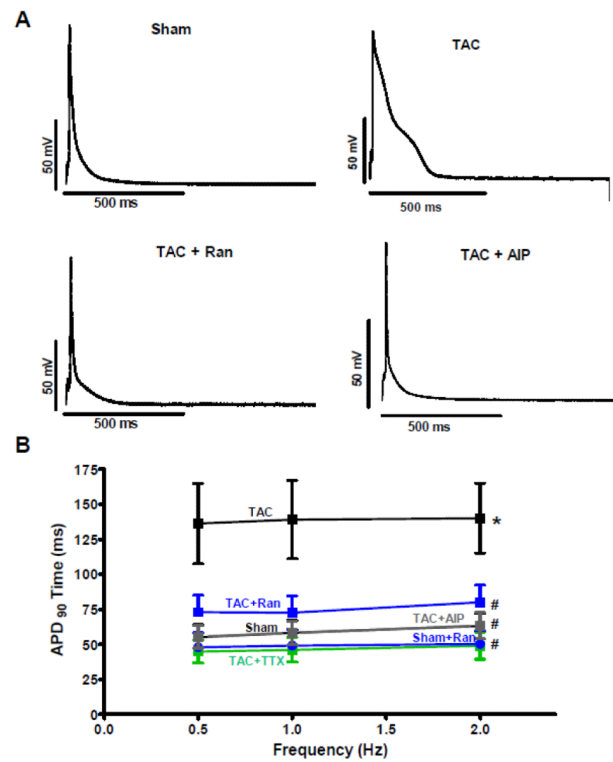 A
Sham
TAC
50 mV
50 mV
500 ms
500 ms
TAC + Ran
TAC + AIP
50 mV
50 mV
500 ms
500 ms
B
175
150
125
100
75
50
25
0
APD 90 Time (ms)
TAC
*
TAC+Ran
#
Sham
TAC+AIP
#
Sham+Ran
#
TAC+TTX
0.0
0.5
1.0
1.5
2.0
Frequency (Hz)